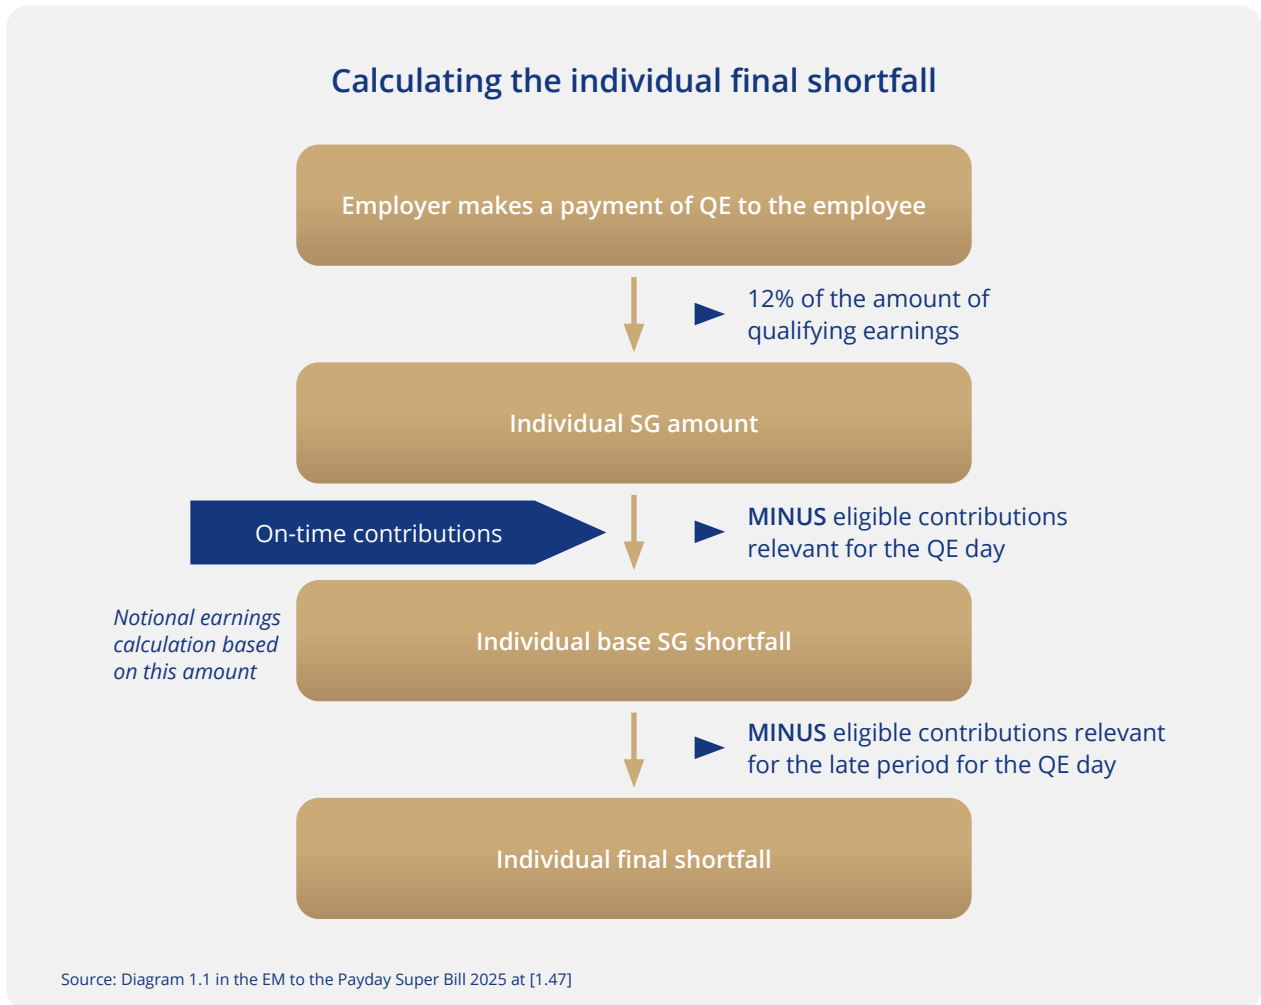 Calculating the individual final shortfall
Employer makes a payment of QE to the employee
12% of the amount of
qualifying earnings
Individual SG amount
On-time contributions
MINUS eligible contributions
relevant for the QE day
Notional earnings
calculation based
on this amount
Individual base SG shortfall
MINUS eligible contributions relevant
for the late period for the QE day
Individual final shortfall
Source: Diagram 1.1 in the EM to the Payday Super Bill 2025 at [1.47]